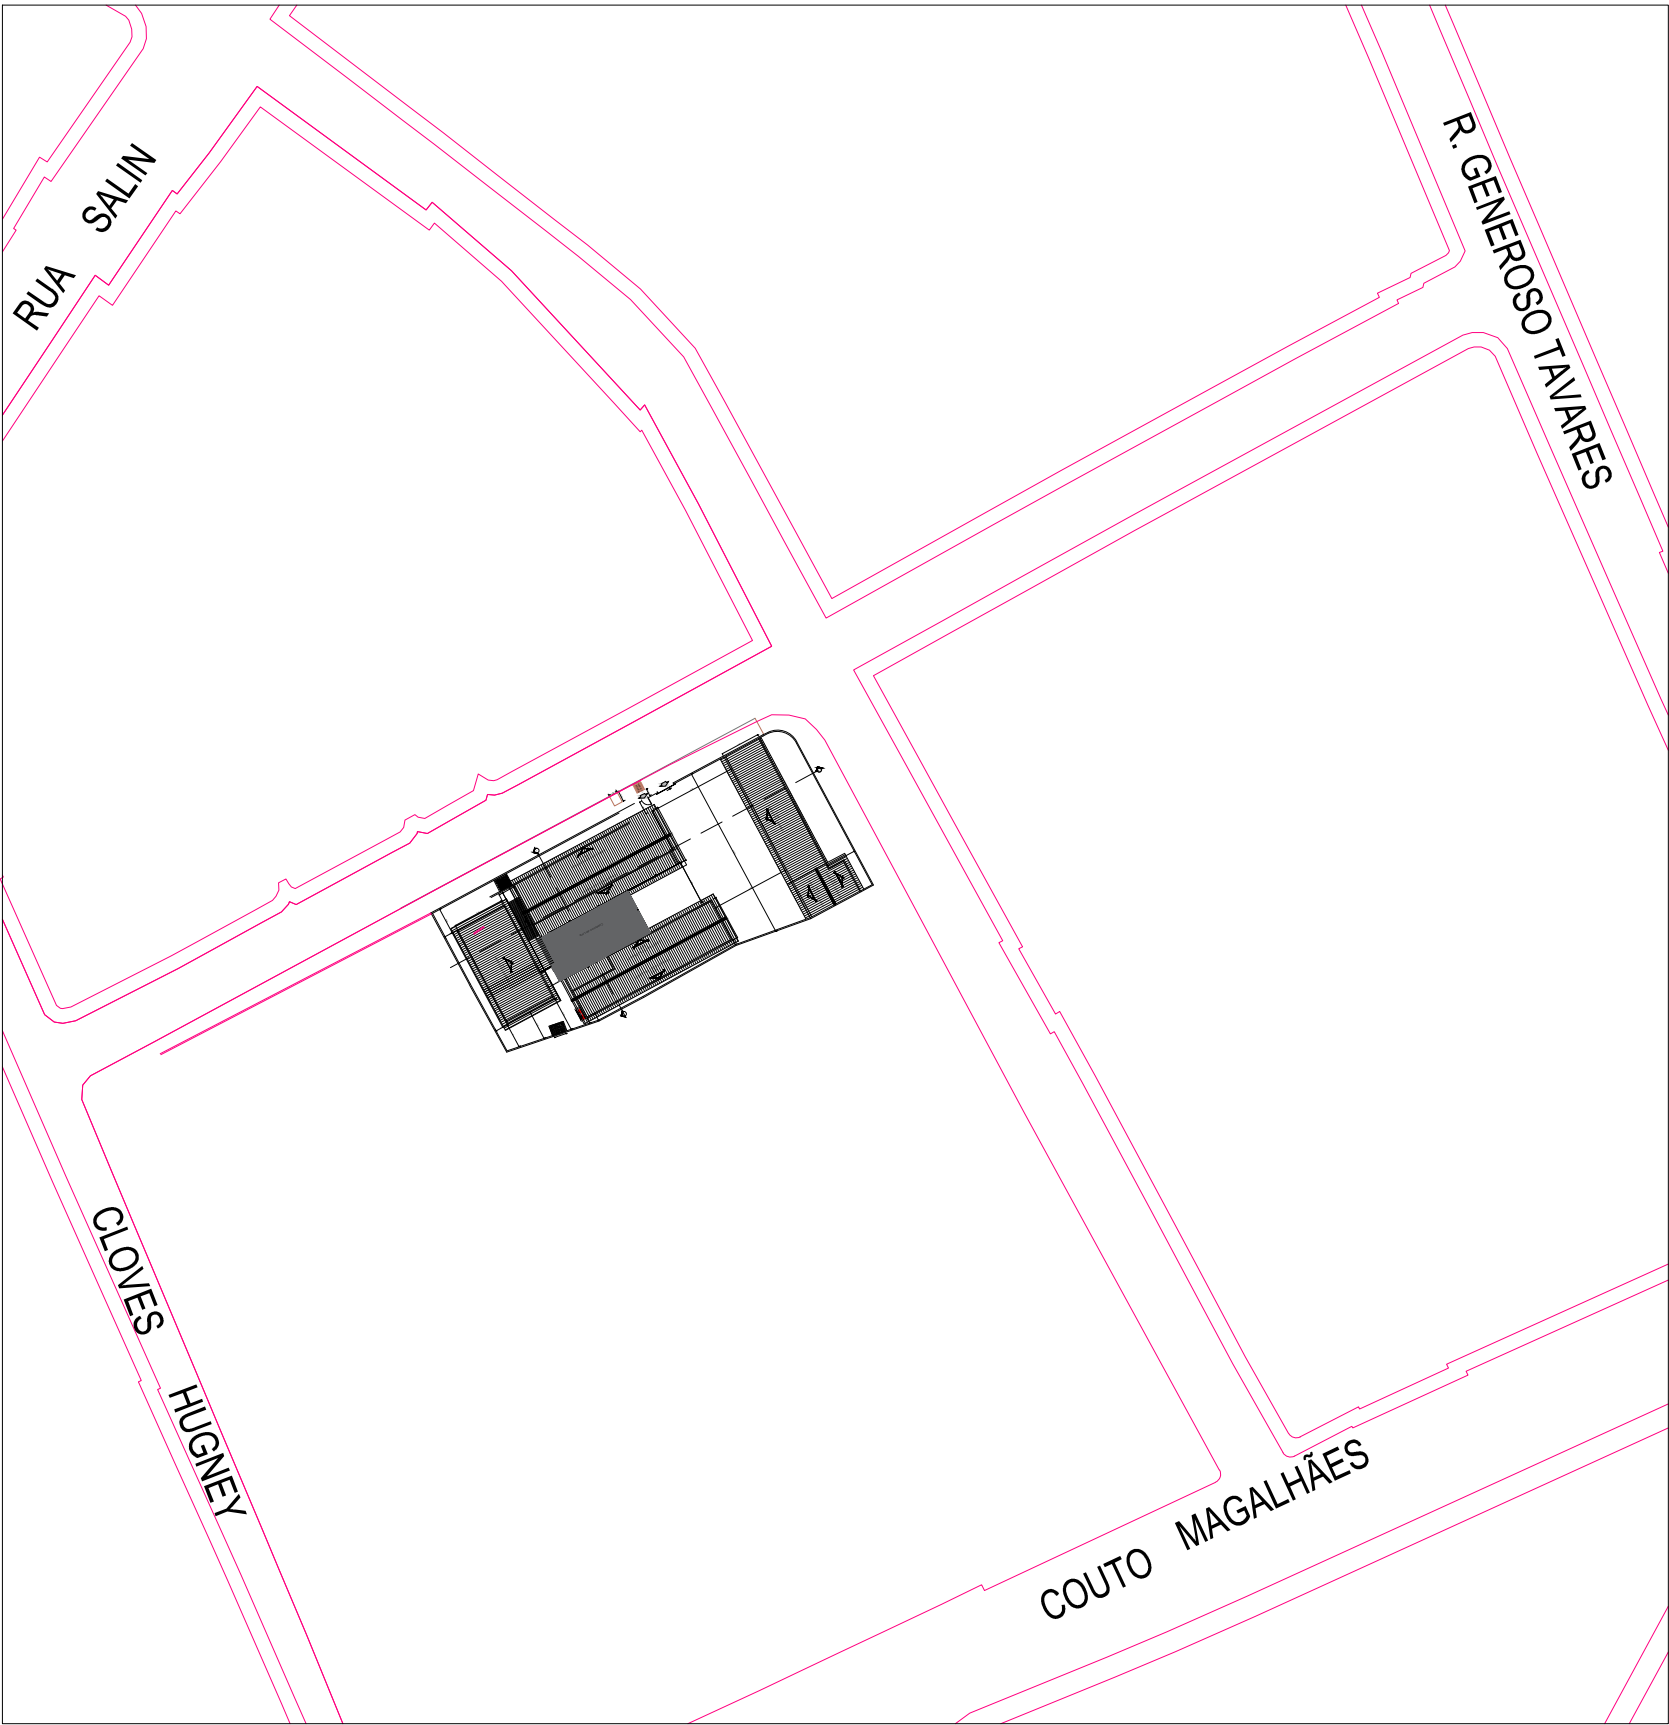 RUA SALIN
R. GENEROSO TAVARES
CLOVES HUGNEY
COUTO MAGALHÃES